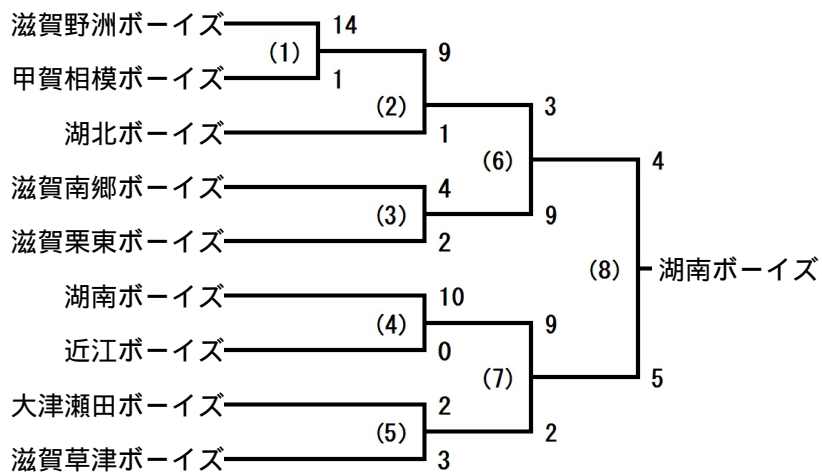 滋賀野洲ボーイズ 14
(1) 9
甲賀相模ボーイズ 1
(2) 3
湖北ボーイズ 1
(6) 4
滋賀南郷ボーイズ 4
(3) 9
滋賀栗東ボーイズ 2
(8) 湖南ボーイズ
湖南ボーイズ 10
(4) 9
近江ボーイズ 0
(7) 5
大津瀬田ボーイズ 2
(5) 2
滋賀草津ボーイズ 3